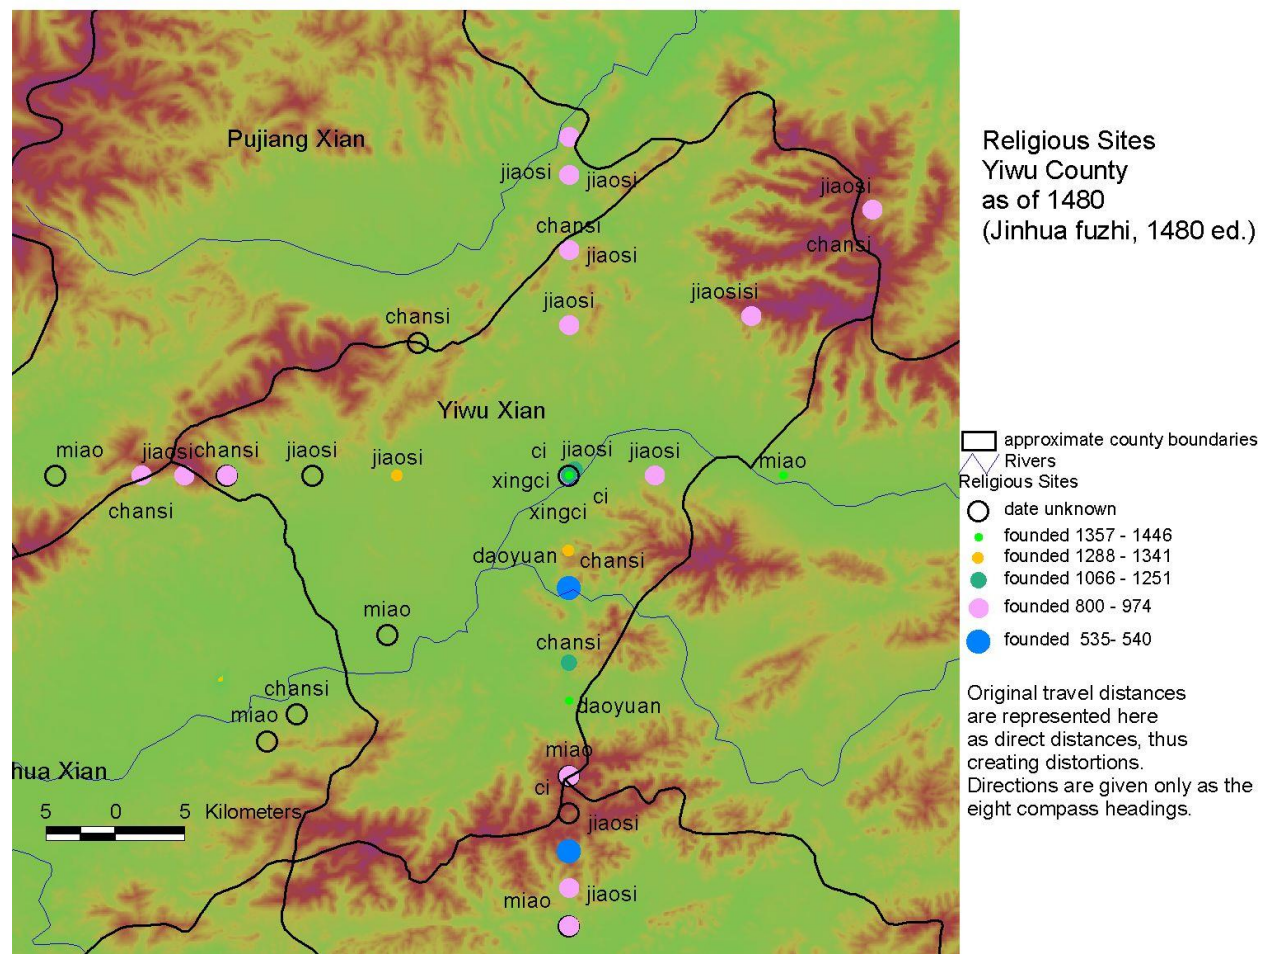 Pujiang Xian
jiaosi
jiaosi
jiaosi
chansi
chansi
jiaosi
jiaosisi
jiaosi
chansi
Yiwu Xian
miao
jiaosi
chansi
jiaosi
jiaosi
ci
jiaosi
jiaosi
miao
xingci
ci
chansi
xingci
daoyuan
chansi
miao
chansi
chansi
daoyuan
miao
miao
hua Xian
ci
5 0 5 Kilometers
jiaosi
jiaosi
miao
Religious Sites
Yiwu County
as of 1480
(Jinhua fuzhi, 1480 ed.)
approximate county boundaries
Rivers
Religious Sites
date unknown
founded 1357 - 1446
founded 1288 - 1341
founded 1066 - 1251
founded 800 - 974
founded 535- 540
Original travel distances
are represented here
as direct distances, thus
creating distortions.
Directions are given only as the
eight compass headings.